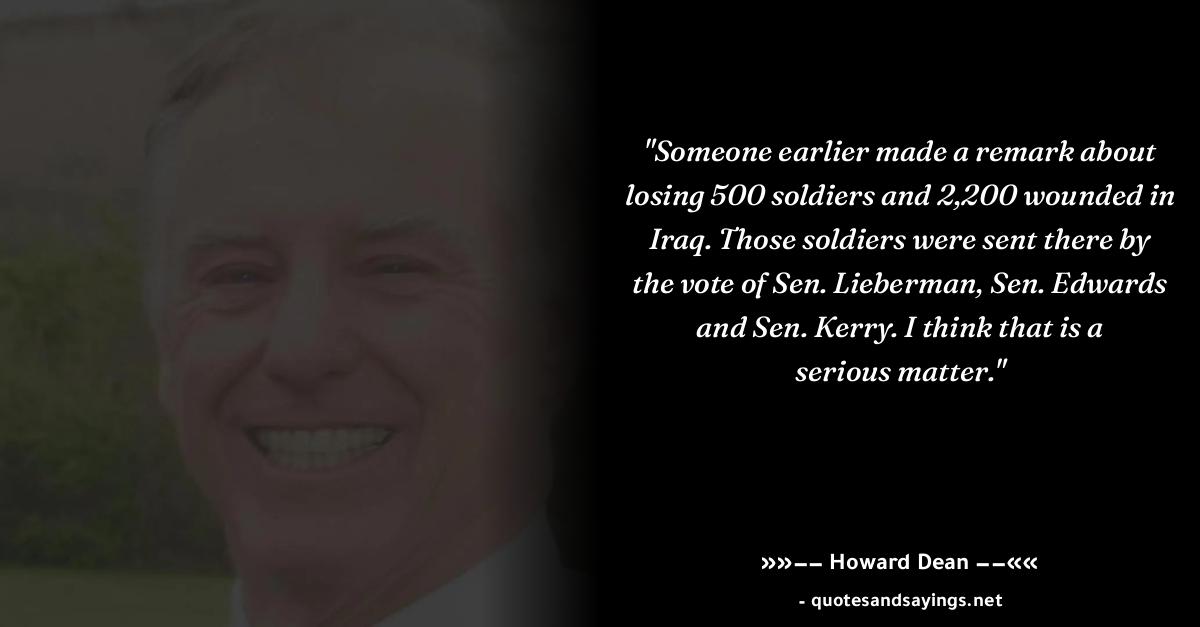 "Someone earlier made a remark about
losing 500 soldiers and 2,200 wounded in
Iraq. Those soldiers were sent there by
the vote of Sen. Lieberman, Sen. Edwards
and Sen. Kerry. I think that is a
serious matter."
»»−− Howard Dean −−««
- quotesandsayings.net